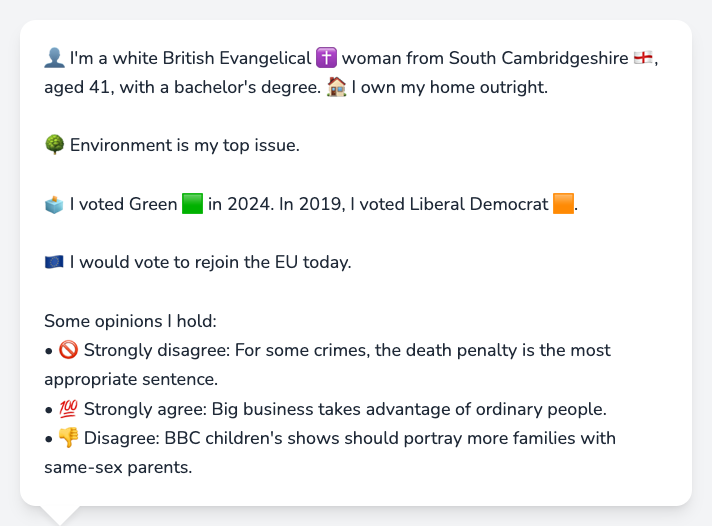 👤 I'm a white British Evangelical ✝️ woman from South Cambridgeshire 🏴󠁧󠁢󠁥󠁮󠁧󠁿,
aged 41, with a bachelor's degree. 🏠 I own my home outright.
🌳 Environment is my top issue.
🗳️ I voted Green 🟩 in 2024. In 2019, I voted Liberal Democrat 🟧.
🇪🇺 I would vote to rejoin the EU today.
Some opinions I hold:
• 🚫 Strongly disagree: For some crimes, the death penalty is the most
appropriate sentence.
• 💯 Strongly agree: Big business takes advantage of ordinary people.
• 👎 Disagree: BBC children's shows should portray more families with
same-sex parents.